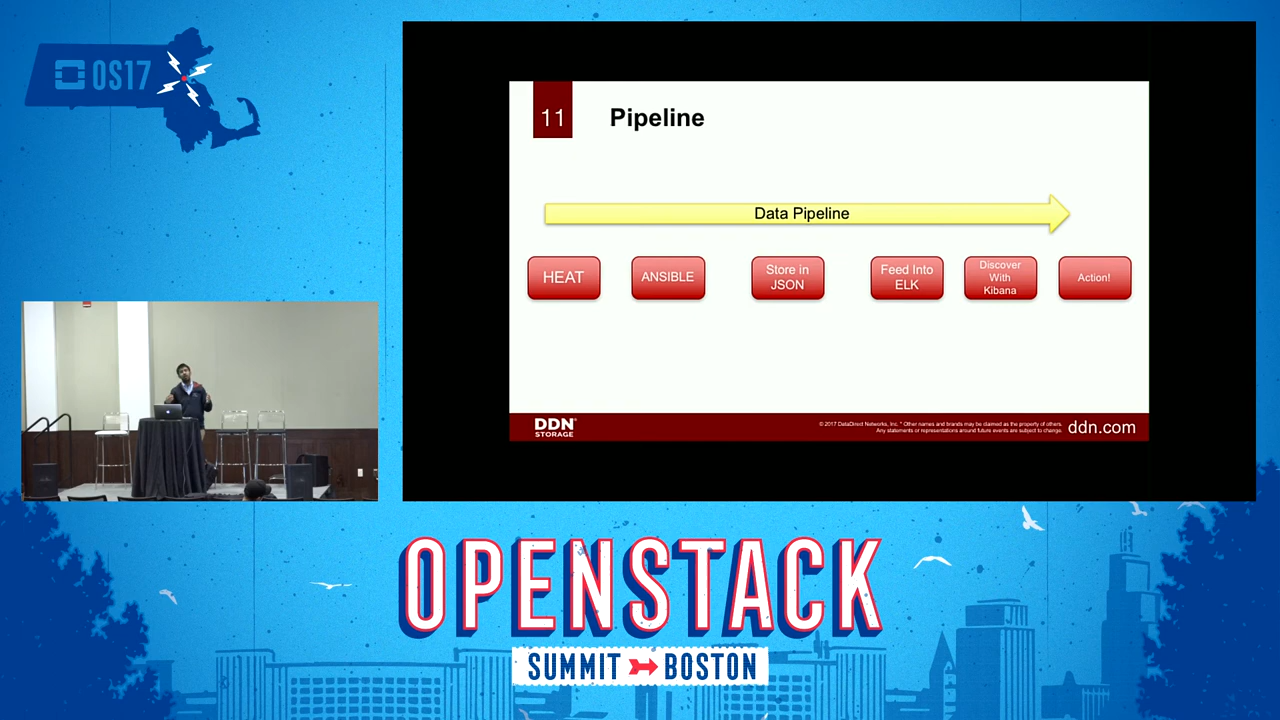 OS17
11
Pipeline
Data Pipeline
HEAT
ANSIBLE
Store in
JSON
Feed Into
ELK
Discover
With
Kibana
Action!
DDN®
STORAGE
© 2017 DataDirect Networks, Inc. * Other names and brands may be claimed as the property of others.
Any statements or representations around future events are subject to change.
ddn.com
OPENSTACK
SUMMIT BOSTON